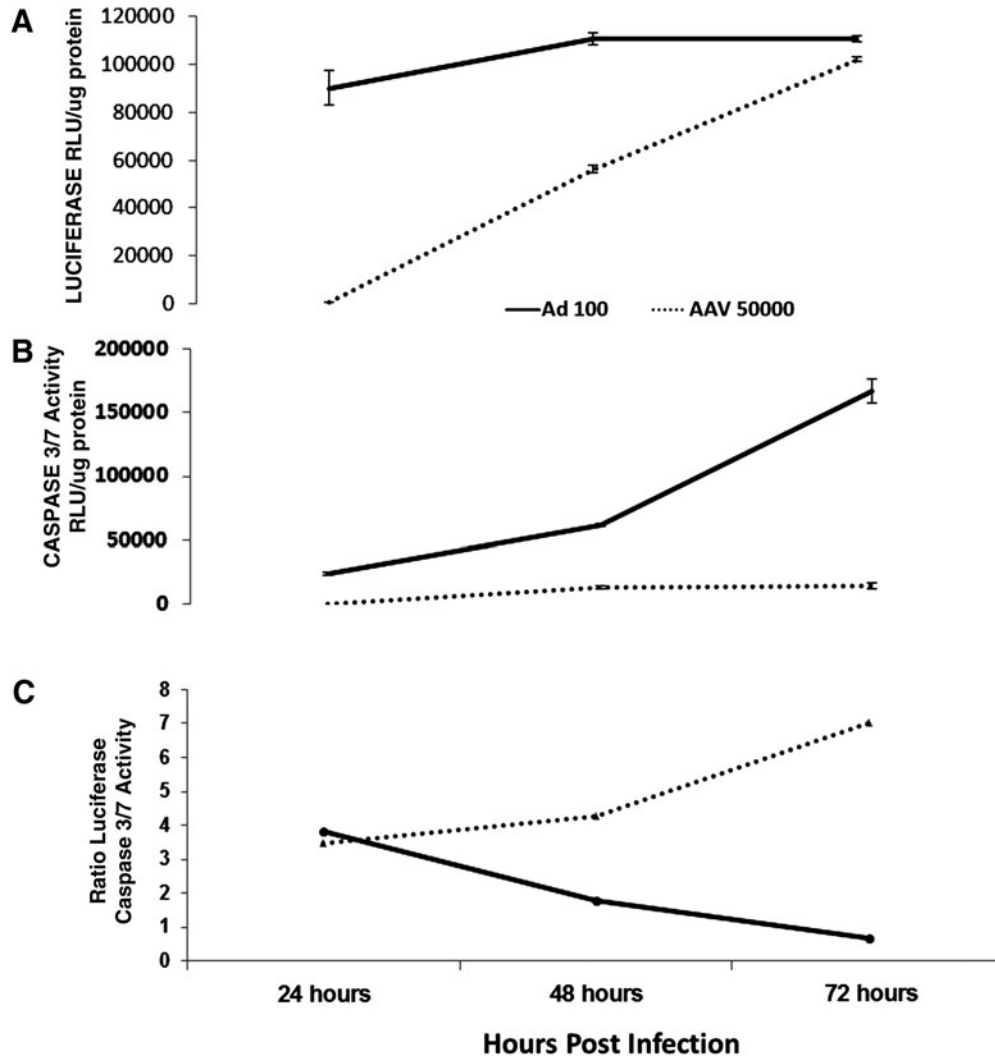 A
LUCIFERASE RLU/ug protein
120000
100000
80000
60000
40000
20000
0
Ad 100
AAV 50000
B
CASPASE 3/7 Activity
RLU/ug protein
200000
150000
100000
50000
0
C
Ratio Luciferase
Caspase 3/7 Activity
8
7
6
5
4
3
2
1
0
24 hours
48 hours
72 hours
Hours Post Infection